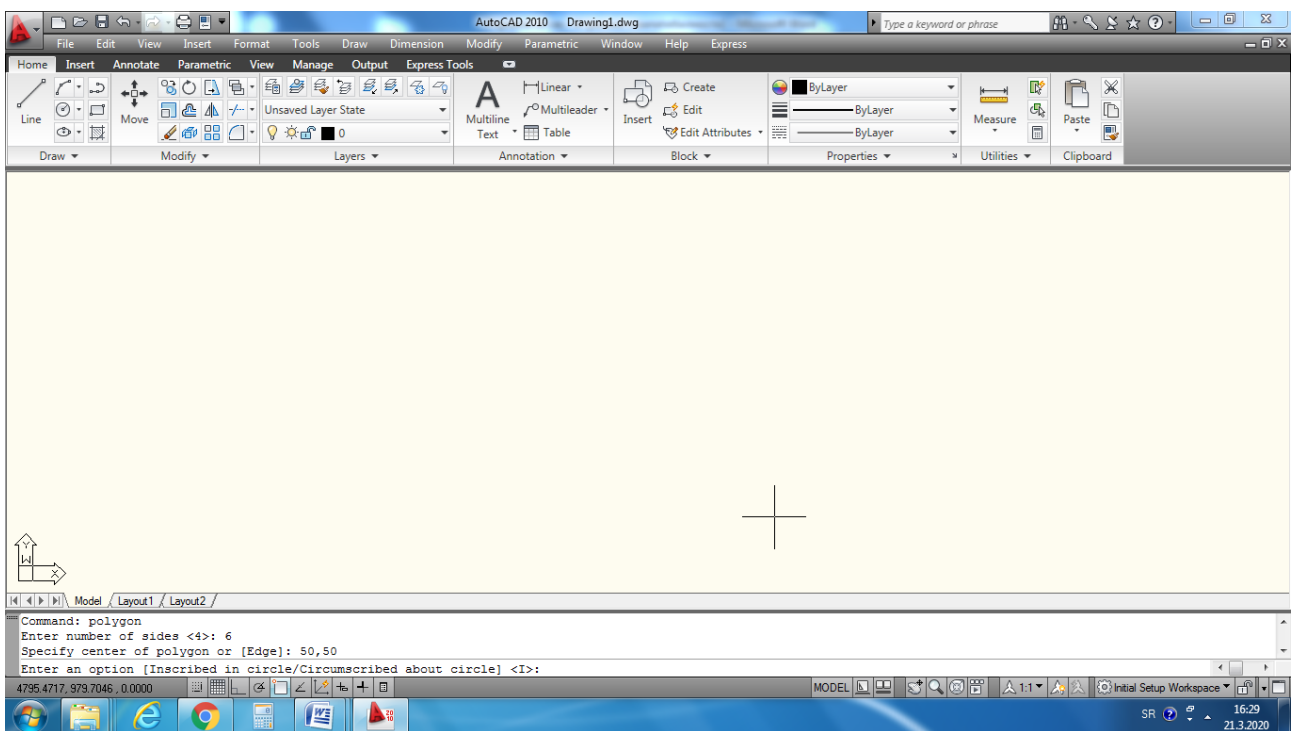 AutoCAD 2010 Drawing1.dwg
Type a keyword or phrase
File Edit View Insert Format Tools Draw Dimension Modify Parametric Window Help Express
Home Insert Annotate Parametric View Manage Output Express Tools
Line
Move
Unsaved Layer State
0
Multiline
Text
Linear
Multileader
Table
Insert
Create
Edit
Edit Attributes
ByLayer
ByLayer
ByLayer
Measure
Paste
Draw Modify Layers Annotation Block Properties Utilities Clipboard
Y
W
X
Model Layout1 Layout2
Command: polygon
Enter number of sides <4>: 6
Specify center of polygon or [Edge]: 50,50
Enter an option [Inscribed in circle/Circumscribed about circle] <I>:
4795.4717, 979.7046 , 0.0000 MODEL 1:1 Initial Setup Workspace
SR 16:29
21.3.2020